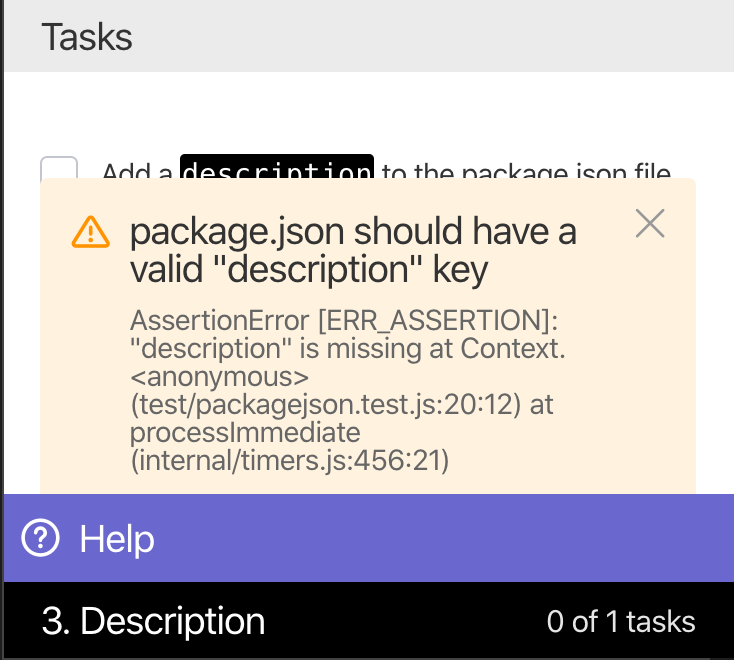 Tasks
Add a description to the package.json file
package.json should have a
valid "description" key
AssertionError [ERR_ASSERTION]:
"description" is missing at Context.
<anonymous>
(test/packagejson.test.js:20:12) at
processImmediate
(internal/timers.js:456:21)
Help
3. Description
0 of 1 tasks